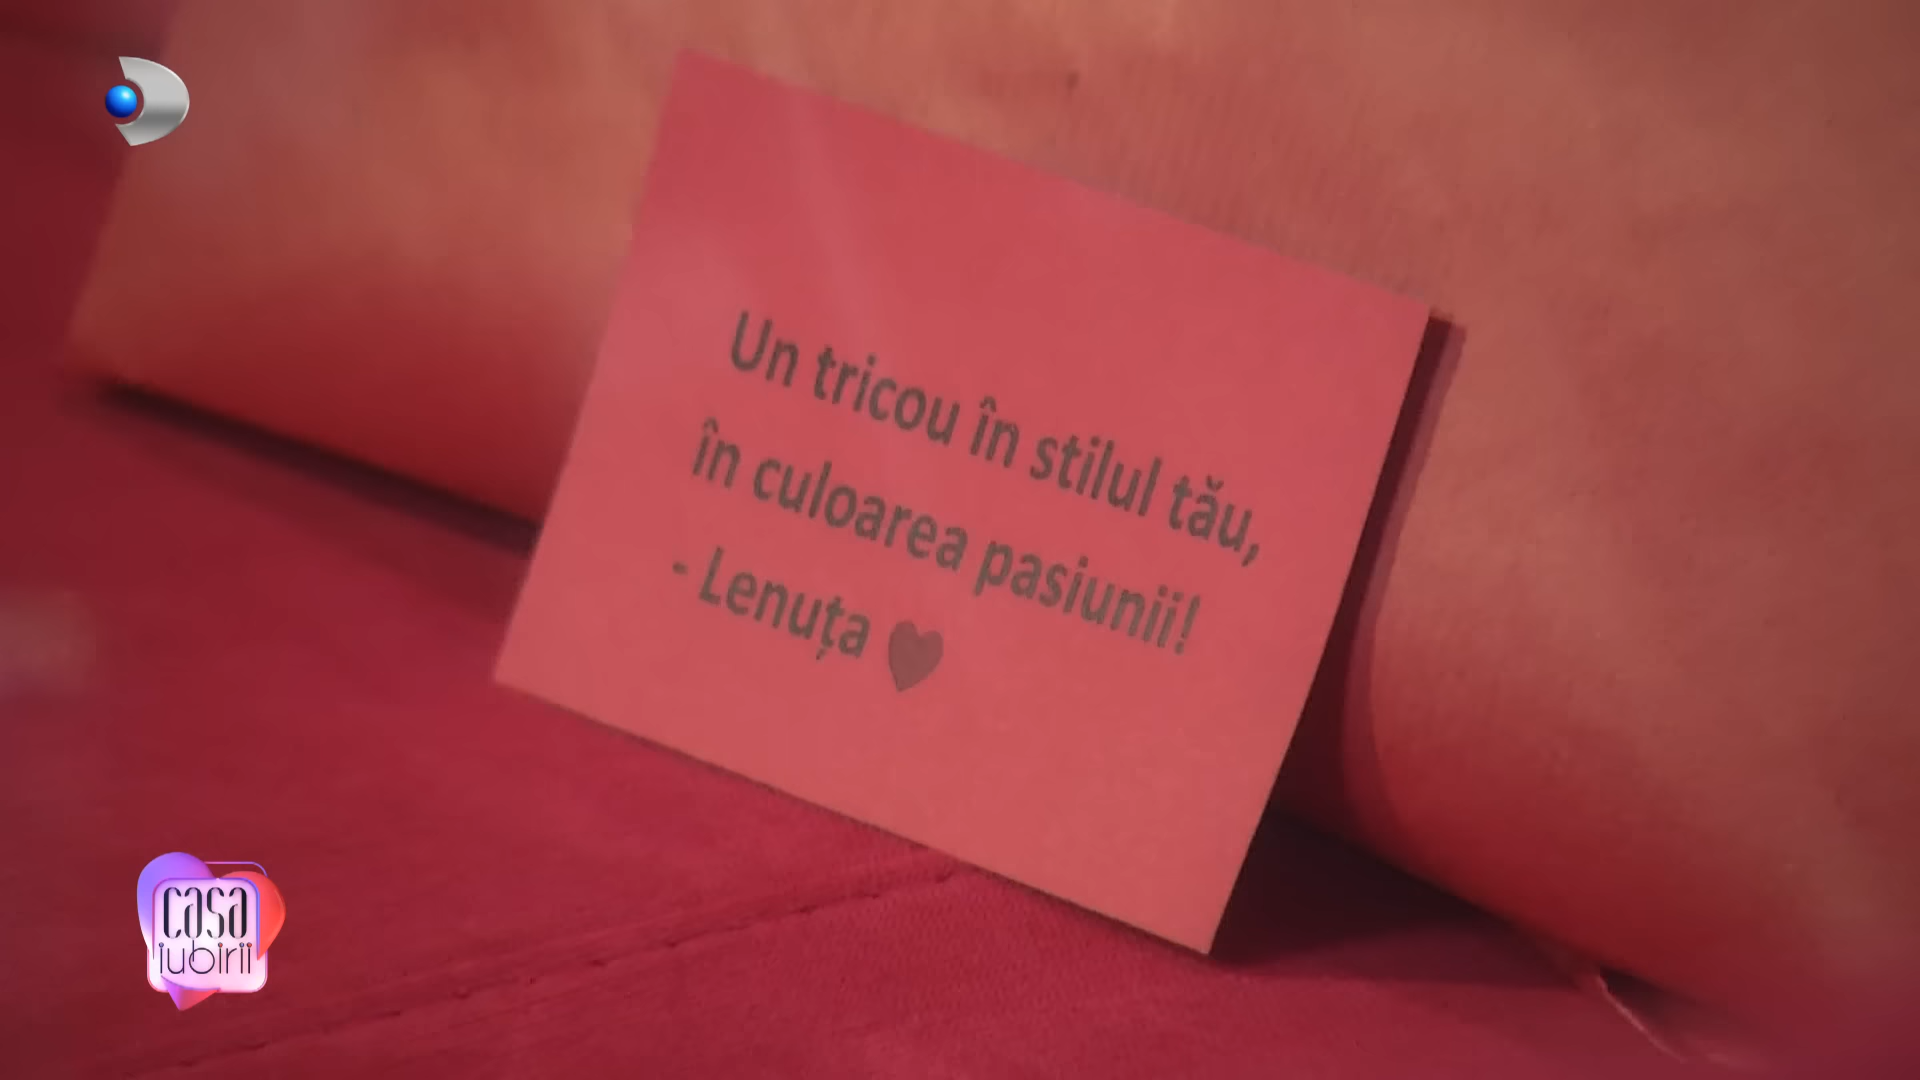 Un tricou în stilul tău,
în culoarea pasiunii!
- Lenuța ♥
casa
iubirii